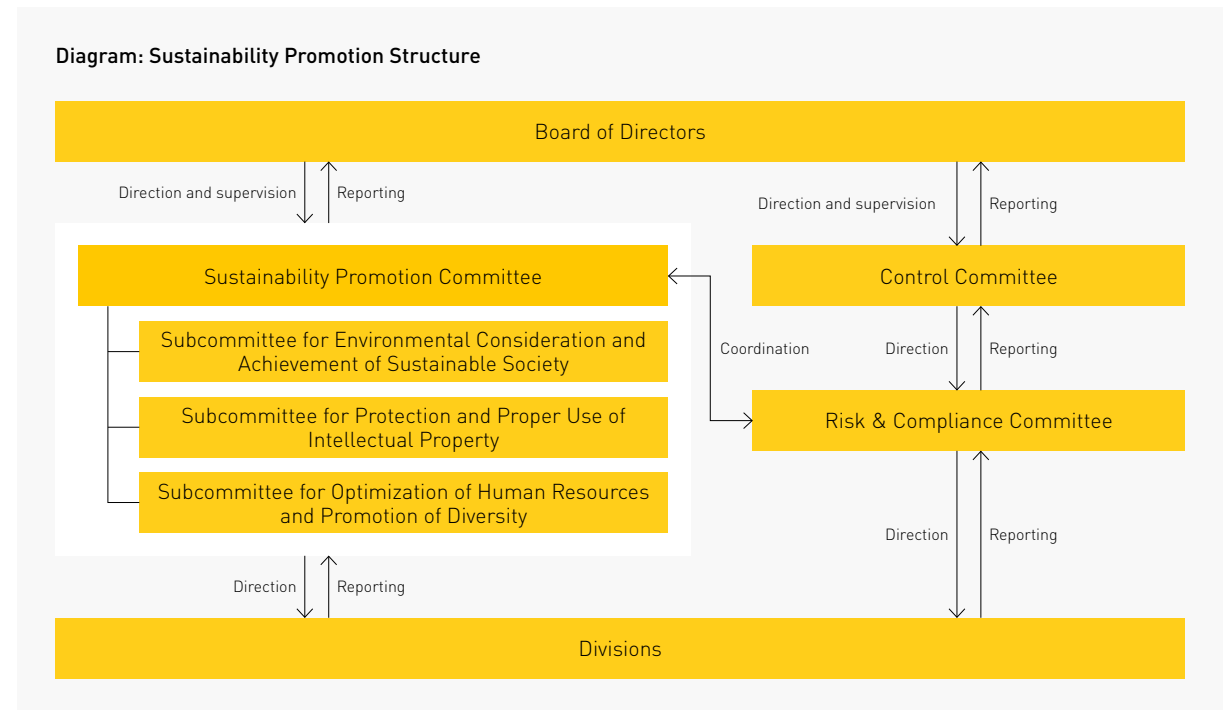 Diagram: Sustainability Promotion Structure
Board of Directors
Direction and supervision
Reporting
Direction and supervision
Reporting
Sustainability Promotion Committee
Control Committee
Subcommittee for Environmental Consideration and
Achievement of Sustainable Society
Coordination
Direction
Reporting
Subcommittee for Protection and Proper Use of
Intellectual Property
Risk & Compliance Committee
Subcommittee for Optimization of Human Resources
and Promotion of Diversity
Direction
Reporting
Direction
Reporting
Divisions